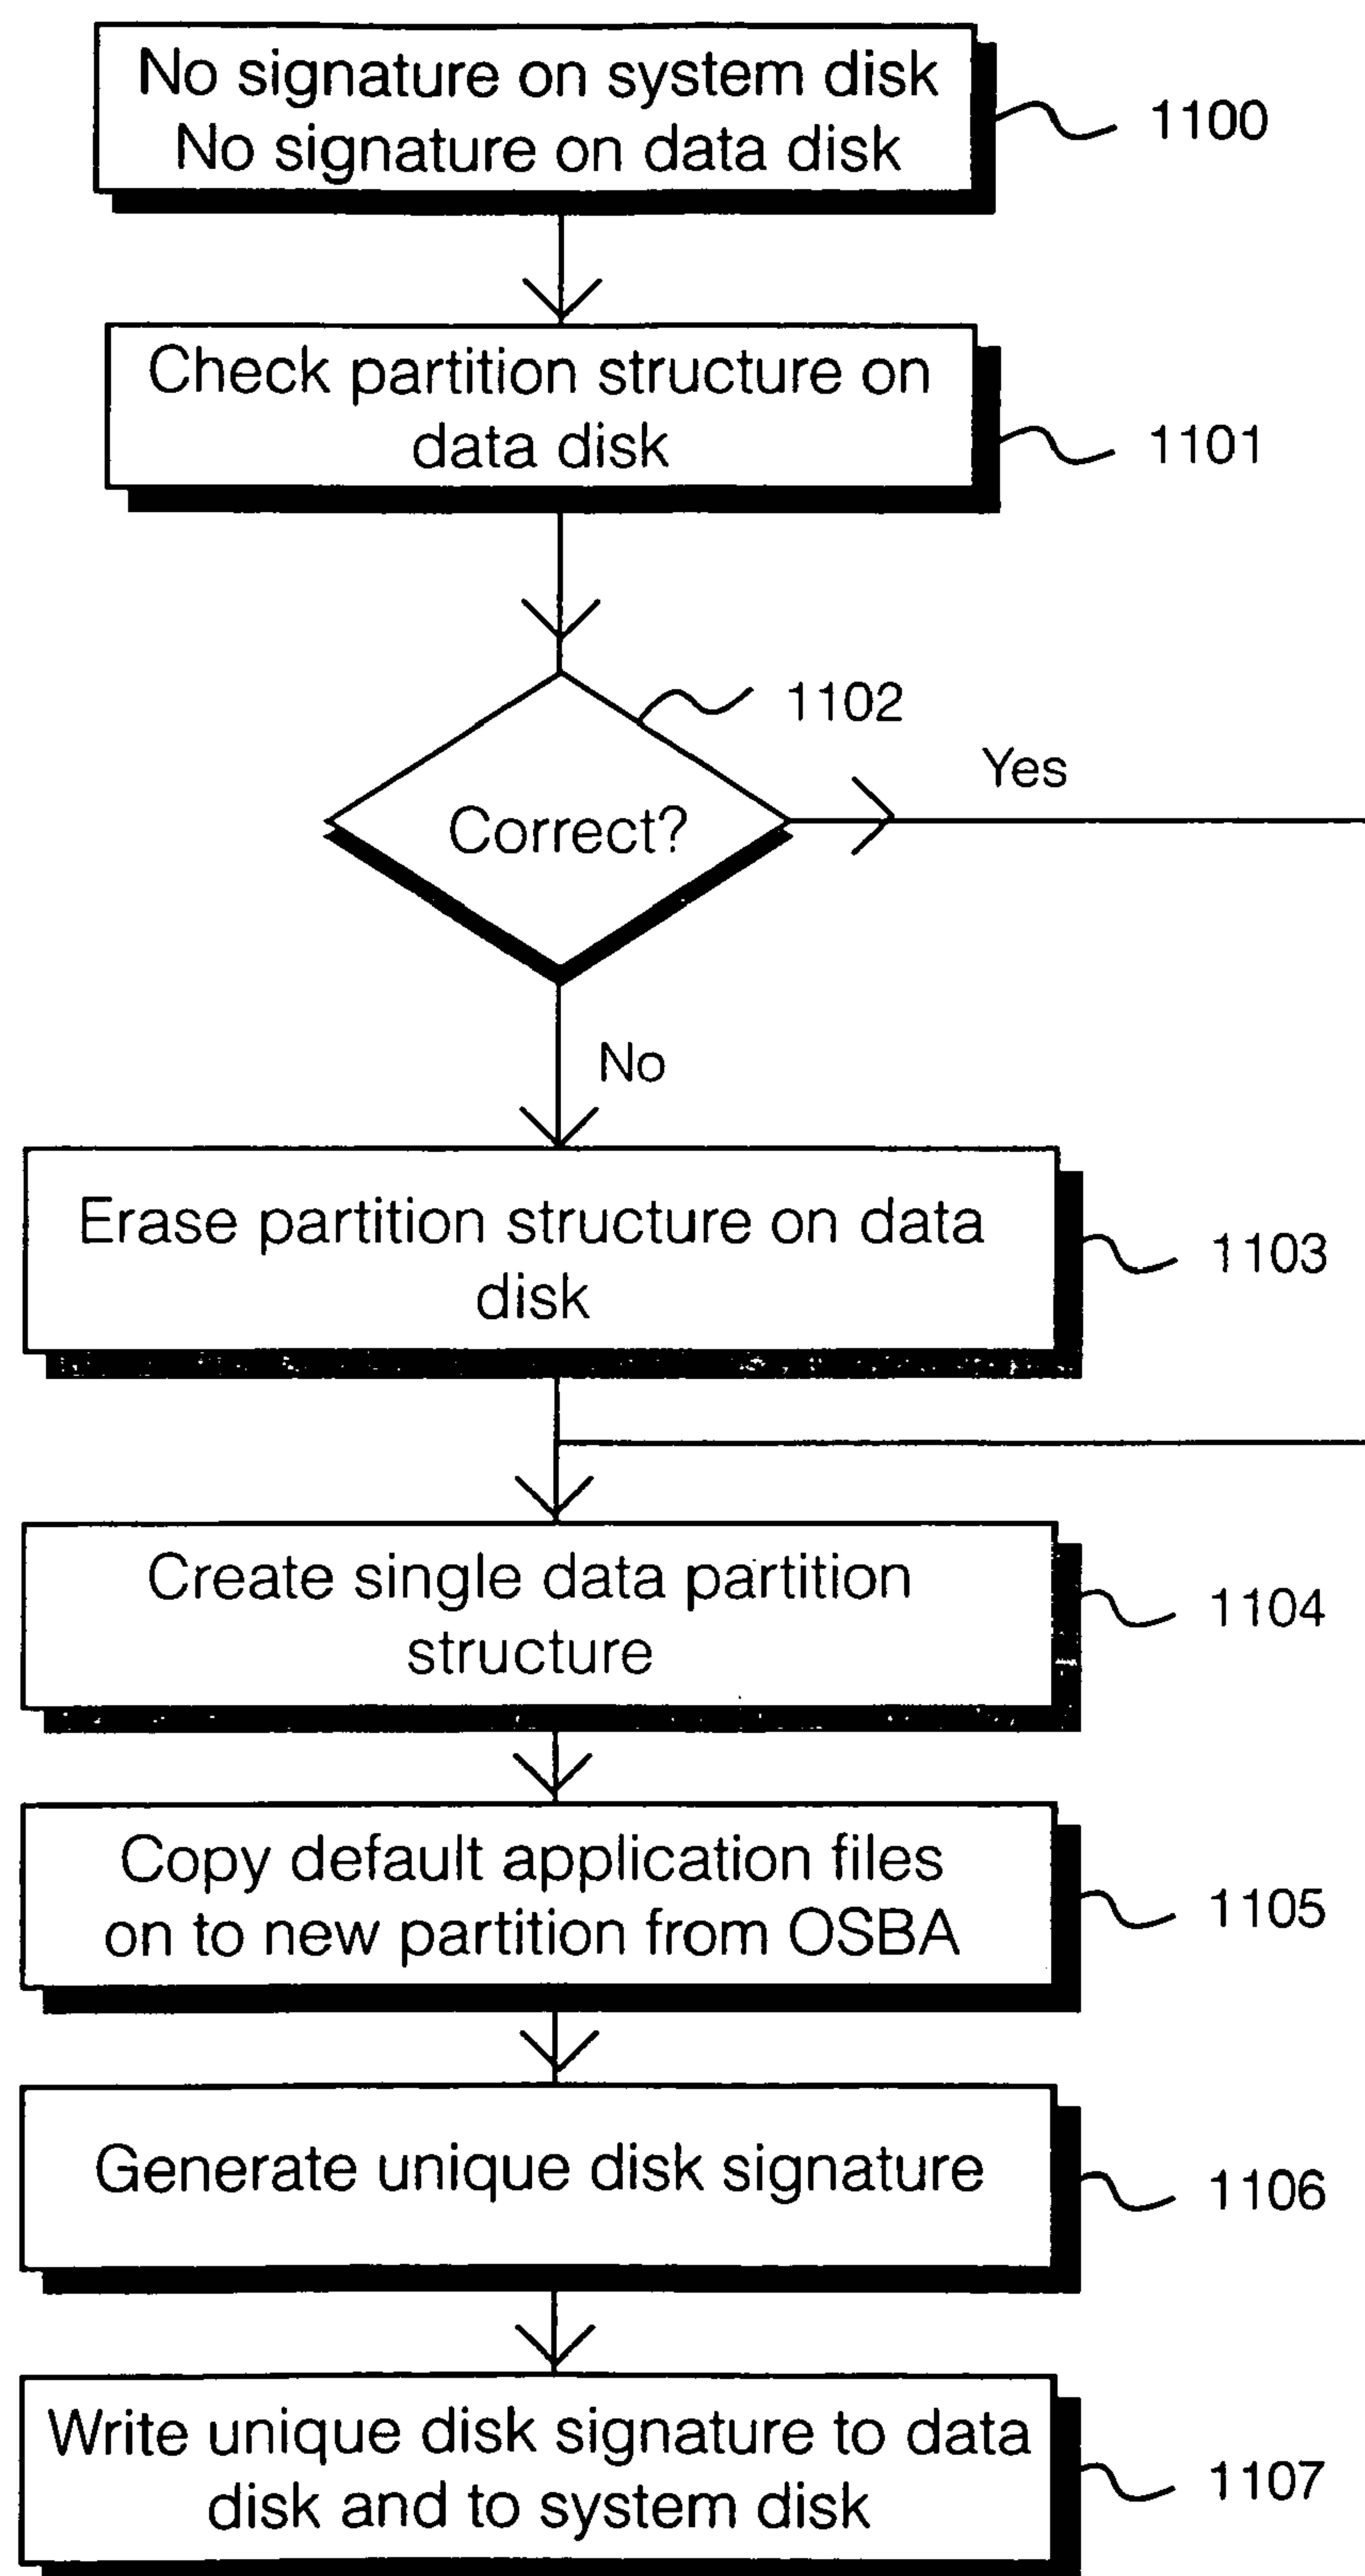 No signature on system disk
No signature on data disk
1100
Check partition structure on
data disk
1101
1102
Yes
Correct?
No
Erase partition structure on data
disk
1103
Create single data partition
structure
1104
Copy default application files
on to new partition from OSBA
1105
Generate unique disk signature
1106
Write unique disk signature to data
disk and to system disk
1107